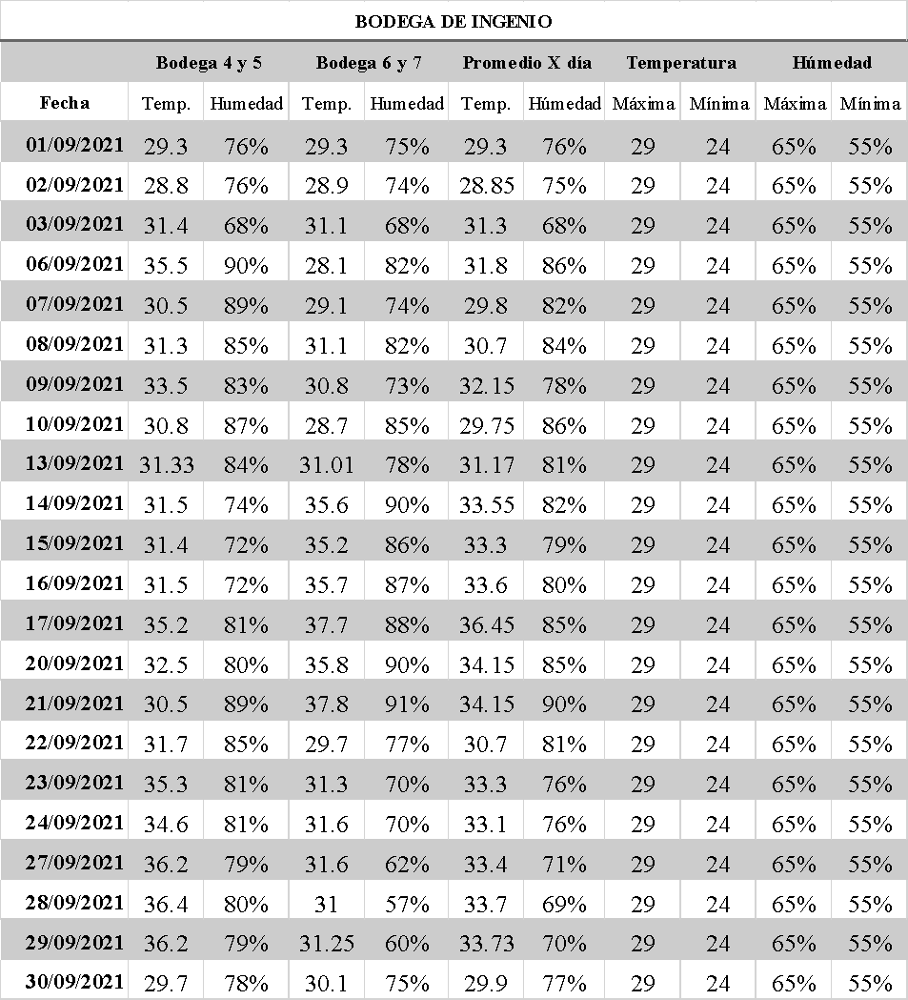 BODEGA DE INGENIO
Bodega 4 y 5 Bodega 6 y 7 Promedio X día Temperatura Húmedad
Fecha Temp. Humedad Temp. Humedad Temp. Húmedad Máxima Mínima Máxima Mínima
01/09/2021 29.3 76% 29.3 75% 29.3 76% 29 24 65% 55%
02/09/2021 28.8 76% 28.9 74% 28.85 75% 29 24 65% 55%
03/09/2021 31.4 68% 31.1 68% 31.3 68% 29 24 65% 55%
06/09/2021 35.5 90% 28.1 82% 31.8 86% 29 24 65% 55%
07/09/2021 30.5 89% 29.1 74% 29.8 82% 29 24 65% 55%
08/09/2021 31.3 85% 31.1 82% 30.7 84% 29 24 65% 55%
09/09/2021 33.5 83% 30.8 73% 32.15 78% 29 24 65% 55%
10/09/2021 30.8 87% 28.7 85% 29.75 86% 29 24 65% 55%
13/09/2021 31.33 84% 31.01 78% 31.17 81% 29 24 65% 55%
14/09/2021 31.5 74% 35.6 90% 33.55 82% 29 24 65% 55%
15/09/2021 31.4 72% 35.2 86% 33.3 79% 29 24 65% 55%
16/09/2021 31.5 72% 35.7 87% 33.6 80% 29 24 65% 55%
17/09/2021 35.2 81% 37.7 88% 36.45 85% 29 24 65% 55%
20/09/2021 32.5 80% 35.8 90% 34.15 85% 29 24 65% 55%
21/09/2021 30.5 89% 37.8 91% 34.15 90% 29 24 65% 55%
22/09/2021 31.7 85% 29.7 77% 30.7 81% 29 24 65% 55%
23/09/2021 35.3 81% 31.3 70% 33.3 76% 29 24 65% 55%
24/09/2021 34.6 81% 31.6 70% 33.1 76% 29 24 65% 55%
27/09/2021 36.2 79% 31.6 62% 33.4 71% 29 24 65% 55%
28/09/2021 36.4 80% 31 57% 33.7 69% 29 24 65% 55%
29/09/2021 36.2 79% 31.25 60% 33.73 70% 29 24 65% 55%
30/09/2021 29.7 78% 30.1 75% 29.9 77% 29 24 65% 55%